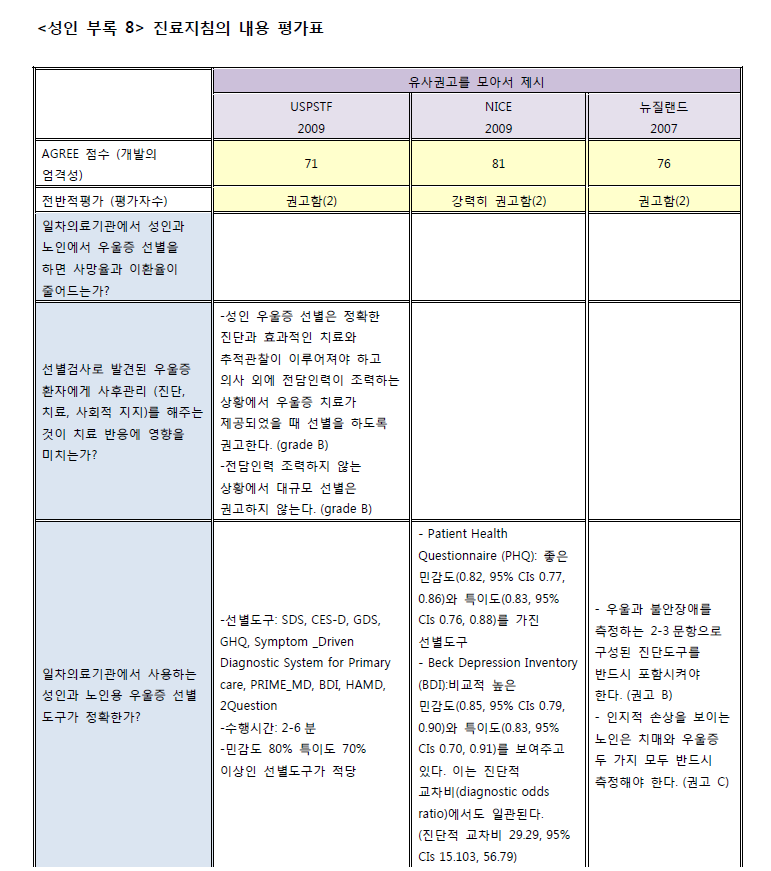 <성인 부록 8> 진료지침의 내용 평가표
유사권고를 모아서 제시
USPSTF
2009
NICE
2009
뉴질랜드
2007
AGREE 점수 (개발의
엄격성)
71
81
76
전반적평가 (평가자수)
권고함(2)
강력히 권고함(2)
권고함(2)
일차의료기관에서 성인과
노인에서 우울증 선별을
하면 사망율과 이환율이
줄어드는가?
선별검사로 발견된 우울증
환자에게 사후관리 (진단,
치료, 사회적 지지)를 해주는
것이 치료 반응에 영향을
미치는가?
-성인 우울증 선별은 정확한
진단과 효과적인 치료와
추적관찰이 이루어져야 하고
의사 외에 전담인력이 조력하는
상황에서 우울증 치료가
제공되었을 때 선별을 하도록
권고한다. (grade B)
-전담인력 조력하지 않는
상황에서 대규모 선별은
권고하지 않는다. (grade B)
일차의료기관에서 사용하는
성인과 노인용 우울증 선별
도구가 정확한가?
-선별도구: SDS, CES-D, GDS,
GHQ, Symptom _Driven
Diagnostic System for Primary
care, PRIME_MD, BDI, HAMD,
2Question
-수행시간: 2-6 분
-민감도 80% 특이도 70%
이상인 선별도구가 적당
- Patient Health
Questionnaire (PHQ): 좋은
민감도(0.82, 95% CIs 0.77,
0.86)와 특이도(0.83, 95%
CIs 0.76, 0.88)를 가진
선별도구
- Beck Depression Inventory
(BDI):비교적 높은
민감도(0.85, 95% CIs 0.79,
0.90)와 특이도(0.83, 95%
CIs 0.70, 0.91)를 보여주고
있다. 이는 진단적
교차비(diagnostic odds
ratio)에서도 일관된다.
(진단적 교차비 29.29, 95%
CIs 15.103, 56.79)
- 우울과 불안장애를
측정하는 2-3 문항으로
구성된 진단도구를
반드시 포함시켜야
한다. (권고 B)
- 인지적 손상을 보이는
노인은 치매와 우울증
두 가지 모두 반드시
측정해야 한다. (권고 C)